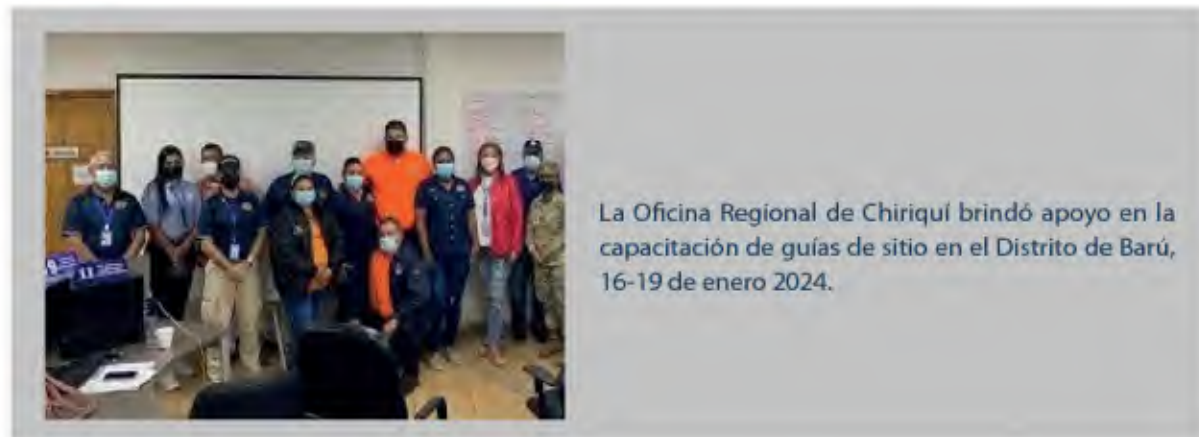 La Oficina Regional de Chiriquí brindó apoyo en la
capacitación de guías de sitio en el Distrito de Barú,
16-19 de enero 2024.
11